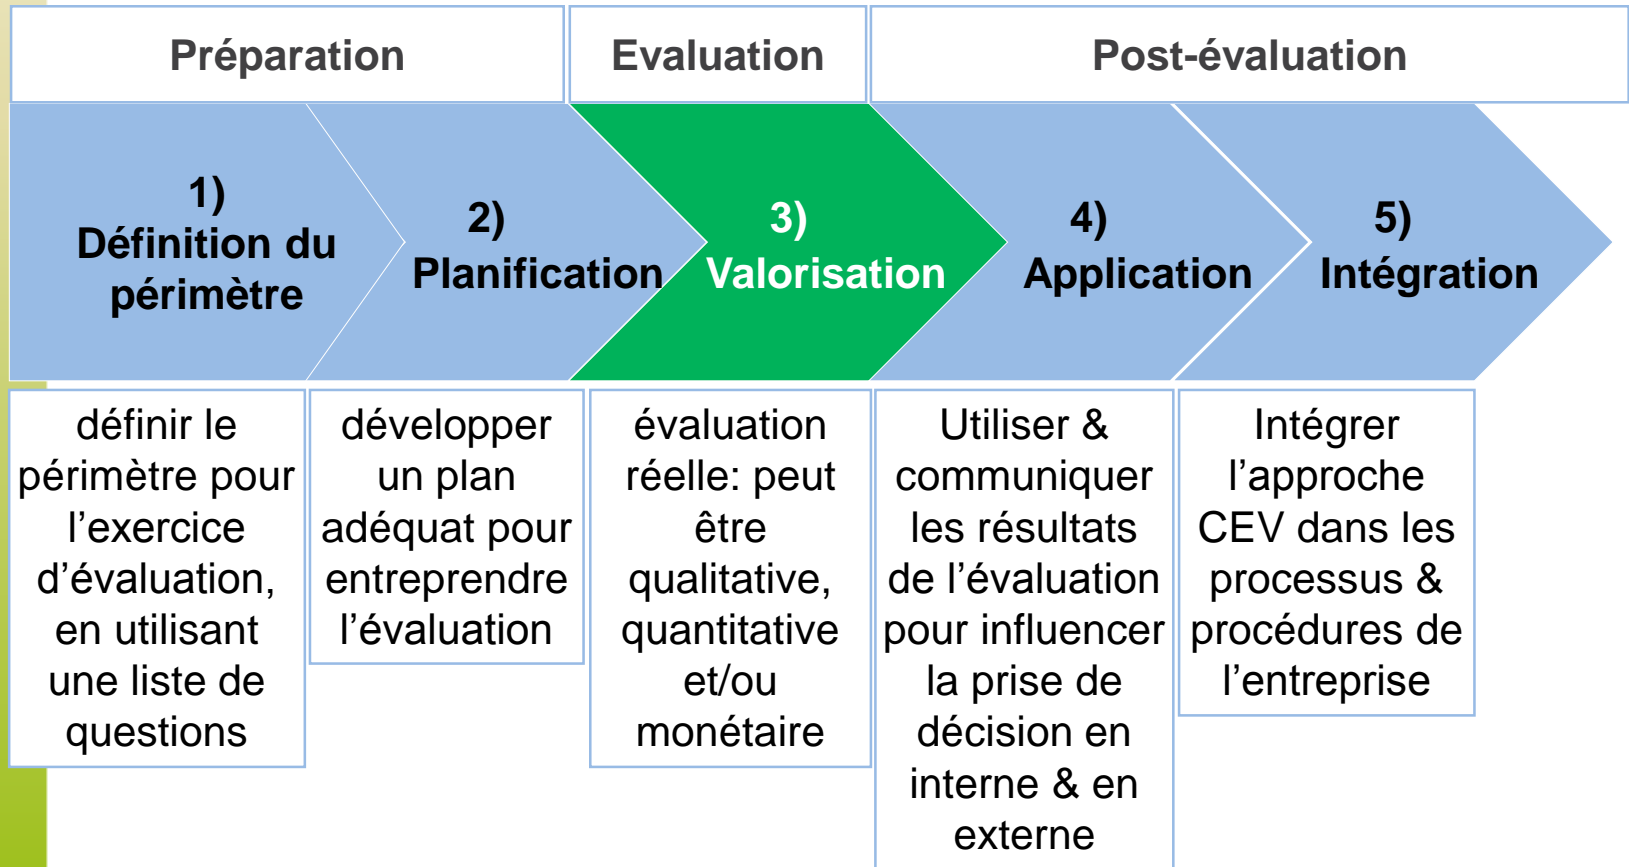 Préparation
Evaluation
Post-évaluation
1)
Définition du
périmètre
2)
Planification
3)
Valorisation
4)
Application
5)
Intégration
définir le
périmètre pour
l’exercice
d’évaluation,
en utilisant
une liste de
questions
développer
un plan
adéquat pour
entreprendre
l’évaluation
évaluation
réelle: peut
être
qualitative,
quantitative
et/ou
monétaire
Utiliser &
communiquer
les résultats
de l’évaluation
pour influencer
la prise de
décision en
interne & en
externe
Intégrer
l’approche
CEV dans les
processus &
procédures de
l’entreprise